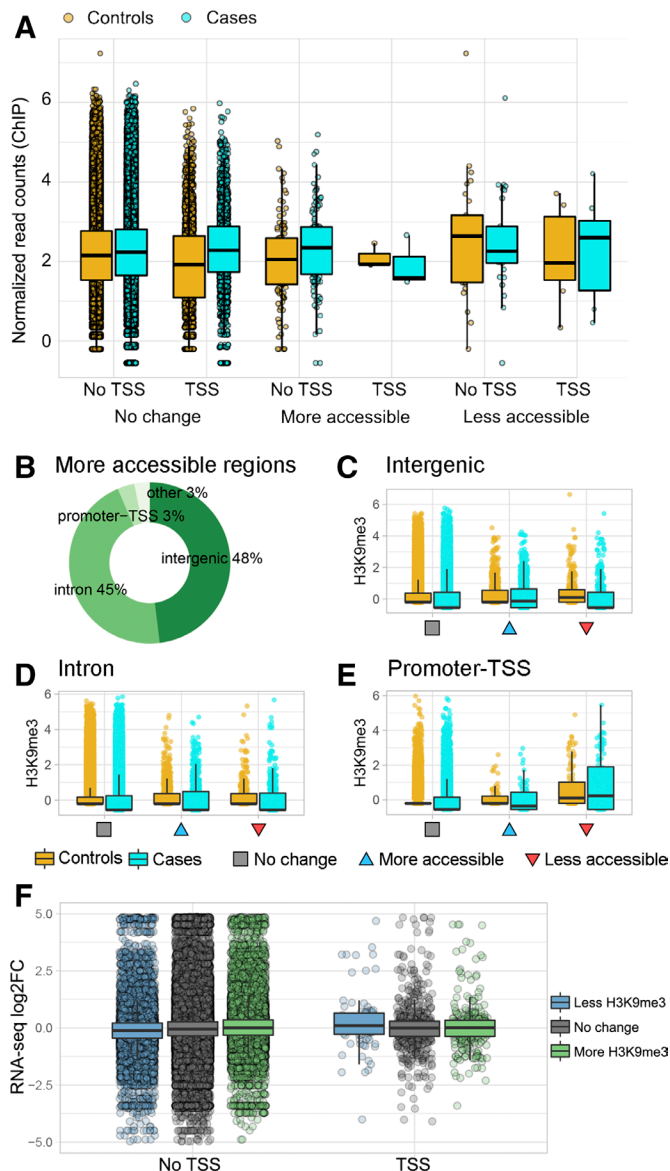 A
Controls
Cases
Normalized read counts (ChIP)
6
4
2
0
No TSS
TSS
No TSS
TSS
No TSS
TSS
No change
More accessible
Less accessible
B
More accessible regions
other 3%
promoter−TSS 3%
intergenic 48%
intron 45%
C
Intergenic
H3K9me3
6
4
2
0
D
Intron
H3K9me3
6
4
2
0
E
Promoter-TSS
H3K9me3
6
4
2
0
Controls
Cases
No change
More accessible
Less accessible
F
RNA-seq log2FC
5.0
2.5
0.0
−2.5
−5.0
No TSS
TSS
Less H3K9me3
No change
More H3K9me3